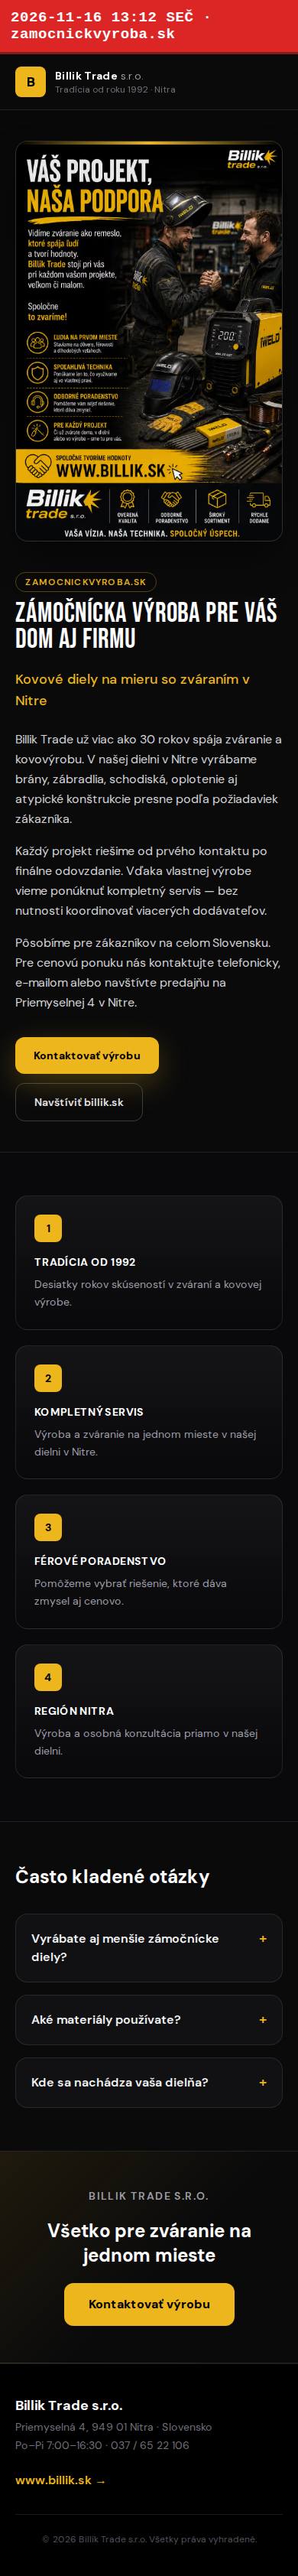 2026-11-16 13:12 SEČ ·
zamocnickvyroba.sk
B
Billik Trade s.r.o.
Tradícia od roku 1992 · Nitra
VÁŠ PROJEKT,
NAŠA PODPORA
Billik
trade s.r.o.
Vidíme zváranie ako remeslo,
ktoré spája ľudí
a tvorí hodnoty.
Billik Trade stojí pri vás
pri každom vašom projekte,
veľkom či malom.
Spoločne
to zvaríme!
ĽUDIA NA PRVOM MIESTE
SPOĽAHLIVÁ TECHNIKA
ODBORNÉ PORADENSTVO
PRE KAŽDÝ PROJEKT
SPOLOČNE TVORÍME HODNOTY
WWW.BILLIK.SK
Billik
trade s.r.o.
OVERENÁ
KVALITA
ODBORNÉ
PORADENSTVO
ŠIROKÝ
SORTIMENT
RÝCHLE
DODANIE
VAŠA VÍZIA. NAŠA TECHNIKA. SPOLOČNÝ ÚSPECH.
ZAMOCNICKVYROBA.SK
ZÁMOČNÍCKA VÝROBA PRE VÁŠ
DOM AJ FIRMU
Kovové diely na mieru so zváraním v
Nitre
Billik Trade už viac ako 30 rokov spája zváranie a
kovovýrobu. V našej dielni v Nitre vyrábame
brány, zábradlia, schodiská, oplotenie aj
atypické konštrukcie presne podľa požiadaviek
zákazníka.
Každý projekt riešime od prvého kontaktu po
finálne odovzdanie. Vďaka vlastnej výrobe
vieme ponúknuť kompletný servis — bez
nutnosti koordinovať viacerých dodávateľov.
Pôsobíme pre zákazníkov na celom Slovensku.
Pre cenovú ponuku nás kontaktujte telefonicky,
e-mailom alebo navštívte predajňu na
Priemyselnej 4 v Nitre.
Kontaktovať výrobu
Navštíviť billik.sk
1
TRADÍCIA OD 1992
Desiatky rokov skúseností v zváraní a kovovej
výrobe.
2
KOMPLETNÝ SERVIS
Výroba a zváranie na jednom mieste v našej
dielni v Nitre.
3
FÉROVÉ PORADENSTVO
Pomôžeme vybrať riešenie, ktoré dáva
zmysel aj cenovo.
4
REGIÓN NITRA
Výroba a osobná konzultácia priamo v našej
dielni.
Často kladené otázky
Vyrábate aj menšie zámočnícke
diely?
+
Aké materiály používate?
+
Kde sa nachádza vaša dielňa?
+
BILLIK TRADE S.R.O.
Všetko pre zváranie na
jednom mieste
Kontaktovať výrobu
Billik Trade s.r.o.
Priemyselná 4, 949 01 Nitra · Slovensko
Po–Pi 7:00–16:30 · 037 / 65 22 106
www.billik.sk →
© 2026 Billik Trade s.r.o. Všetky práva vyhradené.